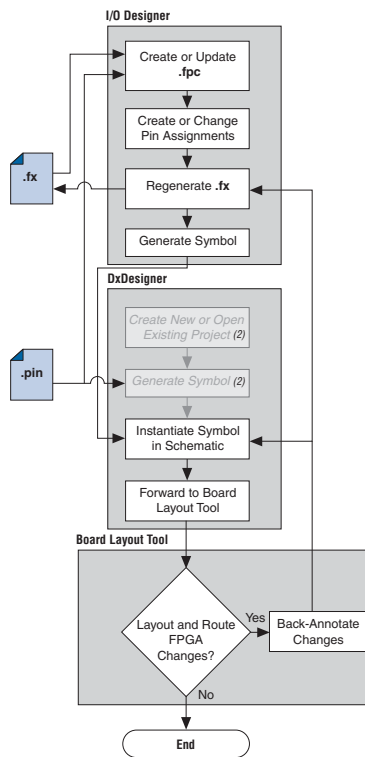 I/O Designer
Create or Update
.fpc
Create or Change
Pin Assignments
.fx
Regenerate .fx
Generate Symbol
DxDesigner
Create New or Open
Existing Project (2)
.pin
Generate Symbol (2)
Instantiate Symbol
in Schematic
Forward to Board
Layout Tool
Board Layout Tool
Layout and Route
FPGA
Changes?
Yes
Back-Annotate
Changes
No
End